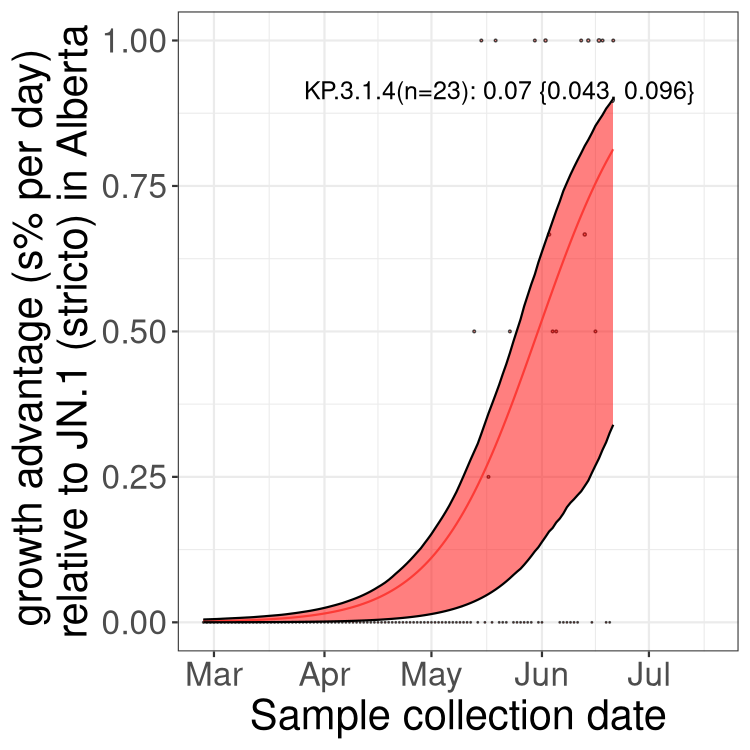 growth advantage (s% per day)
relative to JN.1 (stricto) in Alberta
1.00
0.75
0.50
0.25
0.00
KP.3.1.4(n=23): 0.07 {0.043, 0.096}
Mar Apr May Jun Jul
Sample collection date